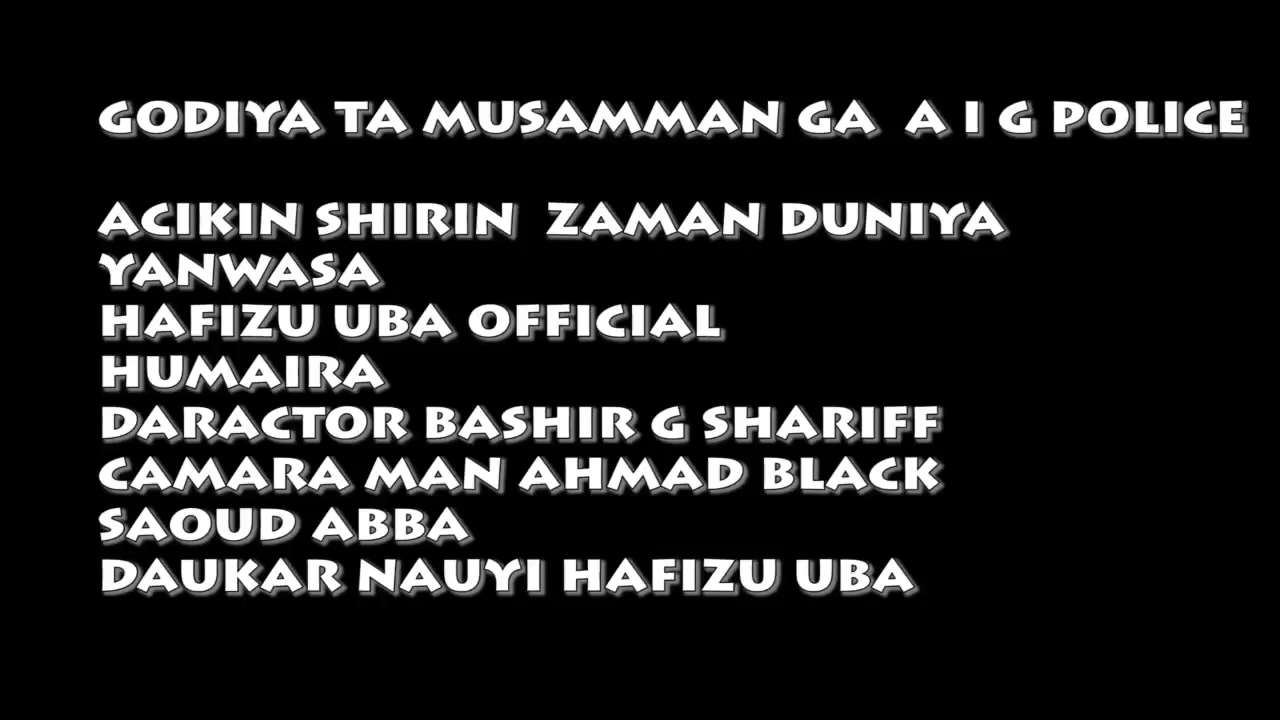 GODIYA TA MUSAMMAN GA A I G POLICE
ACIKIN SHIRIN ZAMAN DUNIYA
YANWASA
HAFIZU UBA OFFICIAL
HUMAIRA
DARACTOR BASHIR G SHARIFF
CAMARA MAN AHMAD BLACK
SAOUD ABBA
DAUKAR NAUYI HAFIZU UBA